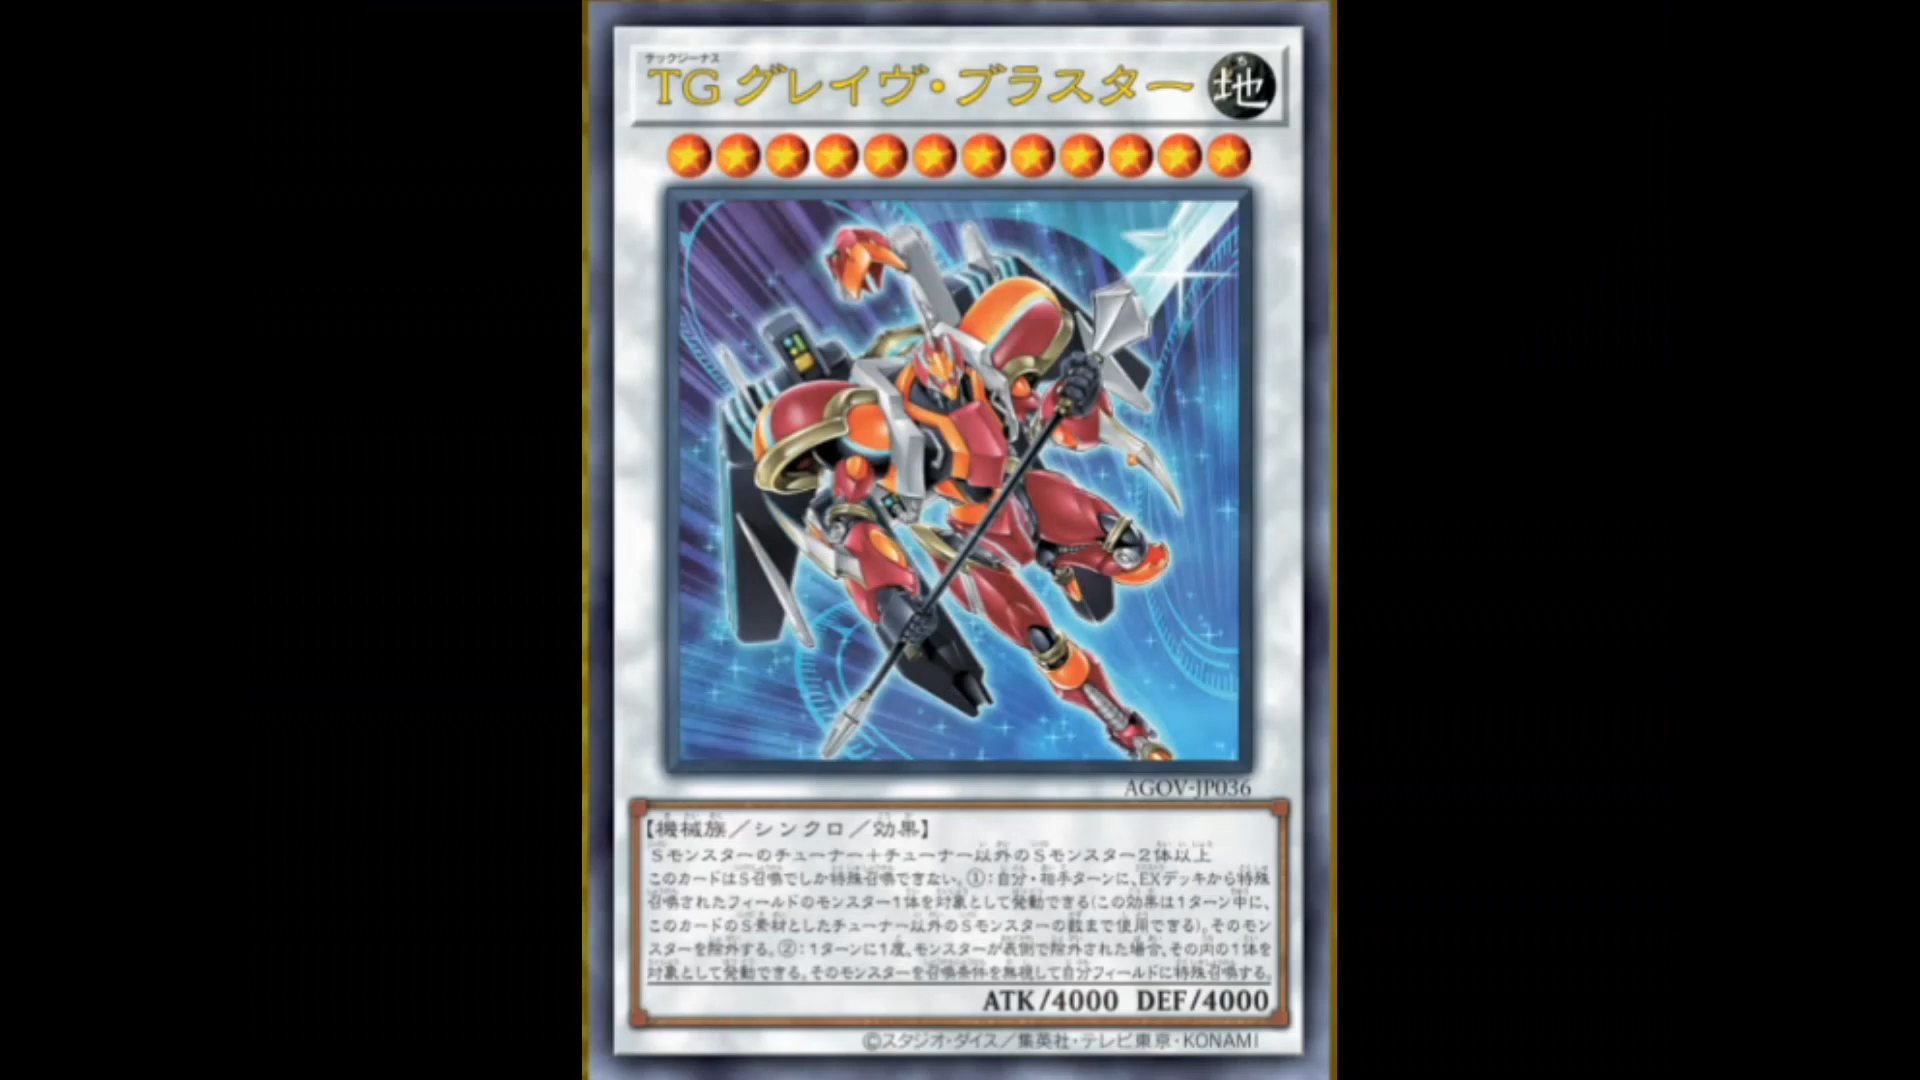 テックジーナス
TG グレイヴ・ブラスター
地
AGOV-JP036
【機械族／シンクロ／効果】
Sモンスターのチューナー＋チューナー以外のSモンスター2体以上
このカードはS召喚でしか特殊召喚できない。①：自分・相手ターンに、EXデッキから特殊
召喚されたフィールドのモンスター1体を対象として発動できる(この効果は1ターン中に、
このカードのS素材としたチューナー以外のSモンスターの数まで使用できる)。そのモン
スターを除外する。②：1ターンに1度、モンスターが表側で除外された場合、その内の1体を
対象として発動できる。そのモンスターを召喚条件を無視して自分フィールドに特殊召喚する。
ATK/4000 DEF/4000
©スタジオ・ダイス／集英社・テレビ東京・KONAMI